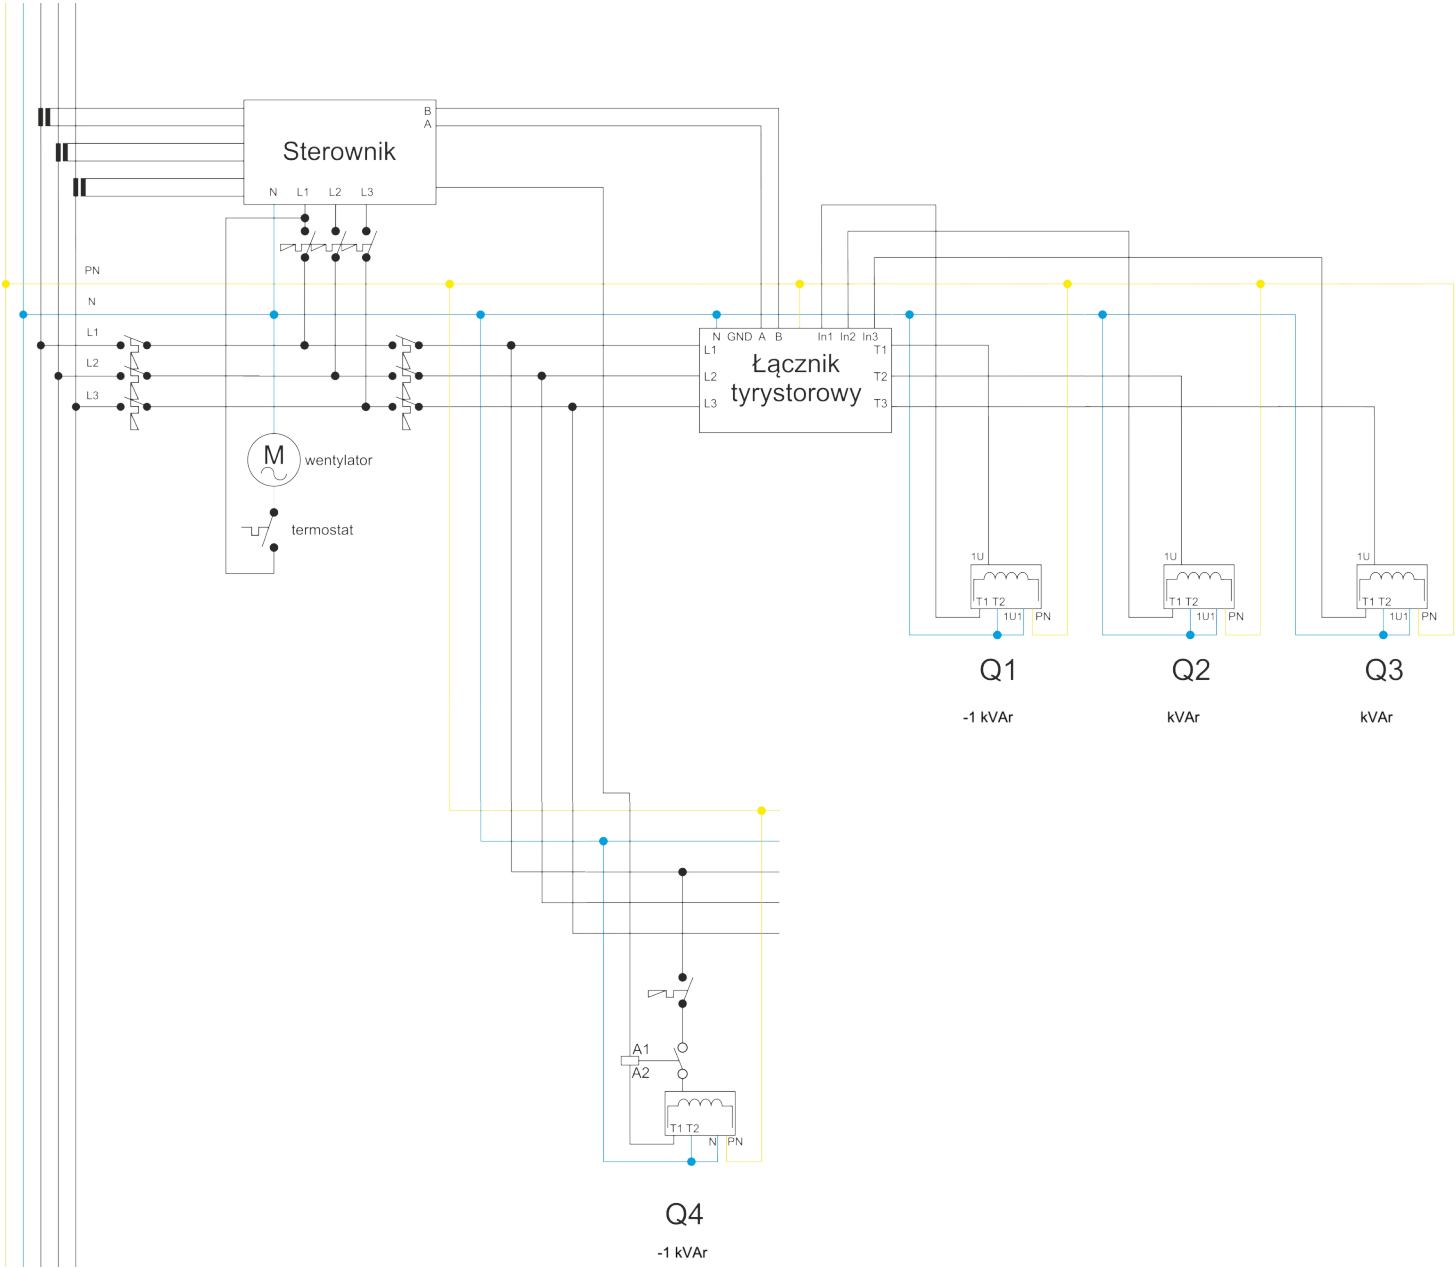 B
A
Sterownik
N L1 L2 L3
PN
N
L1
L2
L3
N GND A B In1 In2 In3
L1 T1
Łącznik
L2 T2
tyrystorowy
L3 T3
M wentylator
termostat
1U 1U 1U
T1 T2 T1 T2 T1 T2
1U1 PN 1U1 PN 1U1 PN
Q1 Q2 Q3
-1 kVAr kVAr kVAr
A1
A2
T1 T2
N PN
Q4
-1 kVAr